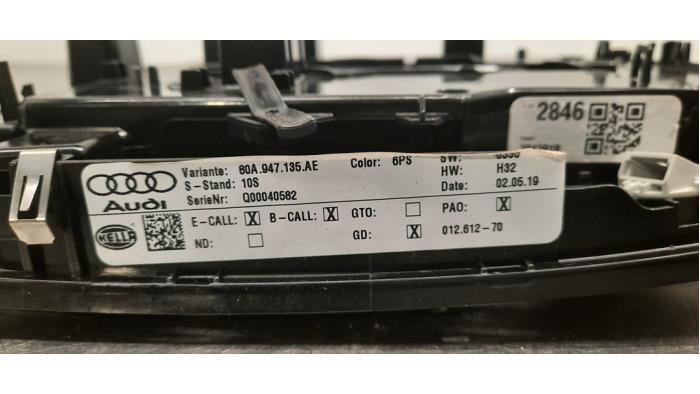 2846
Variante: 80A.947.135.AE Color: 6PS SW:
S-Stand: 10S HW: H32
SerieNr: Q00040582 Date: 02.05.19
Audi
E-CALL: X B-CALL: X GTO: PAO: X
ND: GD: X 012.612-70
HELLA